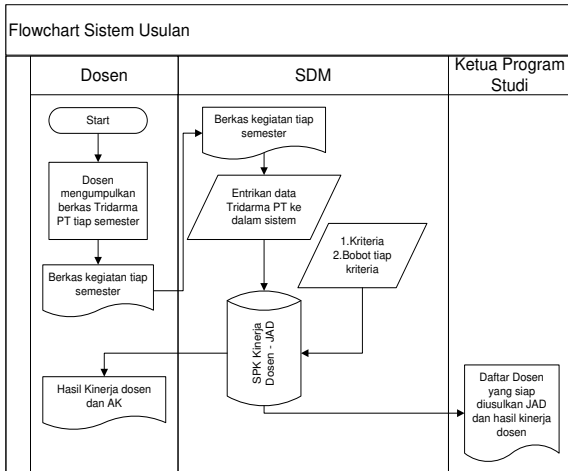 Flowchart Sistem Usulan
Dosen
SDM
Ketua Program
Studi
Start
Dosen
mengumpulkan
berkas Tridarma
PT tiap semester
Berkas kegiatan tiap
semester
Berkas kegiatan tiap
semester
Entrikan data
Tridarma PT ke
dalam sistem
1.Kriteria
2.Bobot tiap
kriteria
SPK Kinerja
Dosen - JAD
Hasil Kinerja dosen
dan AK
Daftar Dosen
yang siap
diusulkan JAD
dan hasil kinerja
dosen